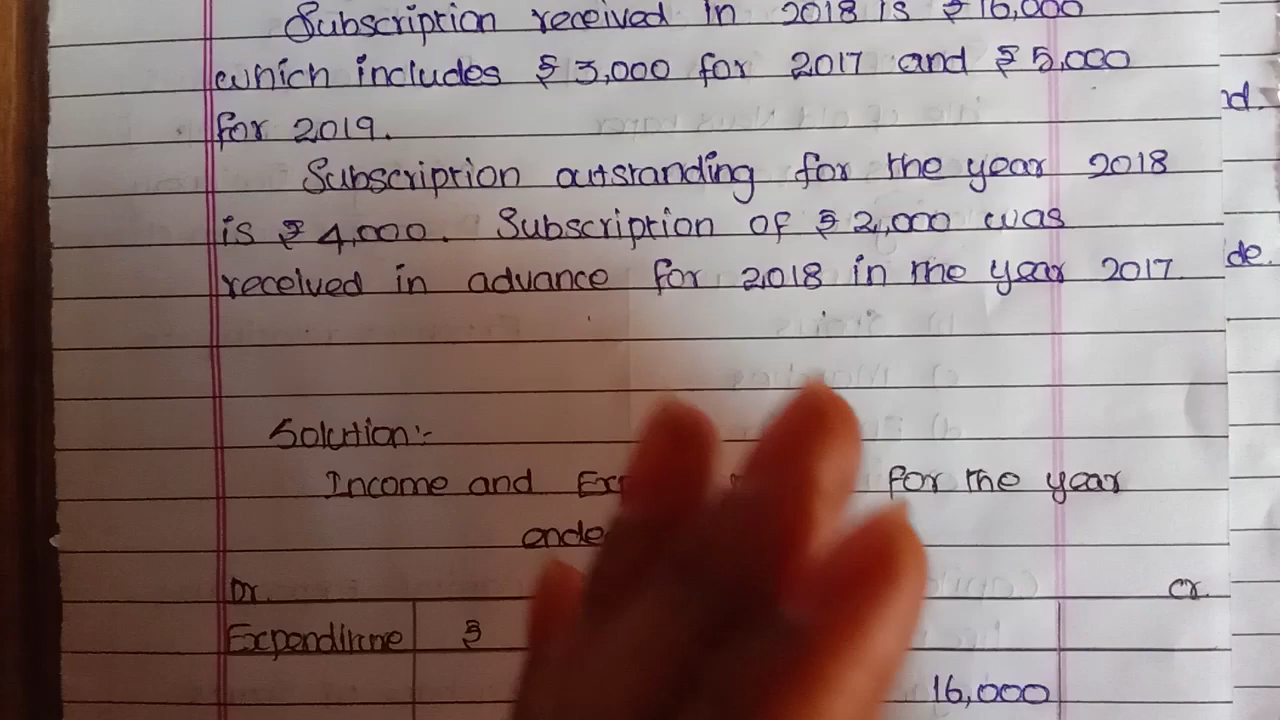 Subscription received in 2018 is ₹ 16,000
which includes ₹ 3,000 for 2017 and ₹ 5,000
for 2019.
Subscription outstanding for the year 2018
is ₹ 4,000. Subscription of ₹ 2,000 was
received in advance for 2018 in the year 2017
Solution:-
Income and for the year
Dr. cr.
Expenditure ₹
16,000
d.
de.